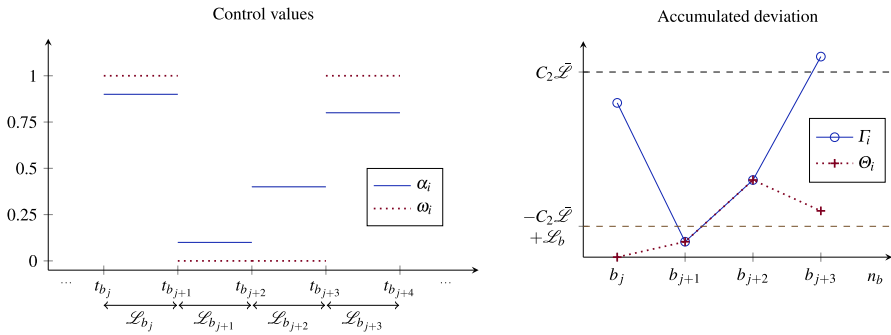 Control values
1
0.75
0.5
0.25
0
α_i
ω_i
... t_{b_j} t_{b_{j+1}} t_{b_{j+2}} t_{b_{j+3}} t_{b_{j+4}} ...
ℒ_{b_j} ℒ_{b_{j+1}} ℒ_{b_{j+2}} ℒ_{b_{j+3}}
Accumulated deviation
C_2 ℒ̄
−C_2 ℒ̄
+ℒ_b
Γ_i
Θ_i
b_j b_{j+1} b_{j+2} b_{j+3} n_b